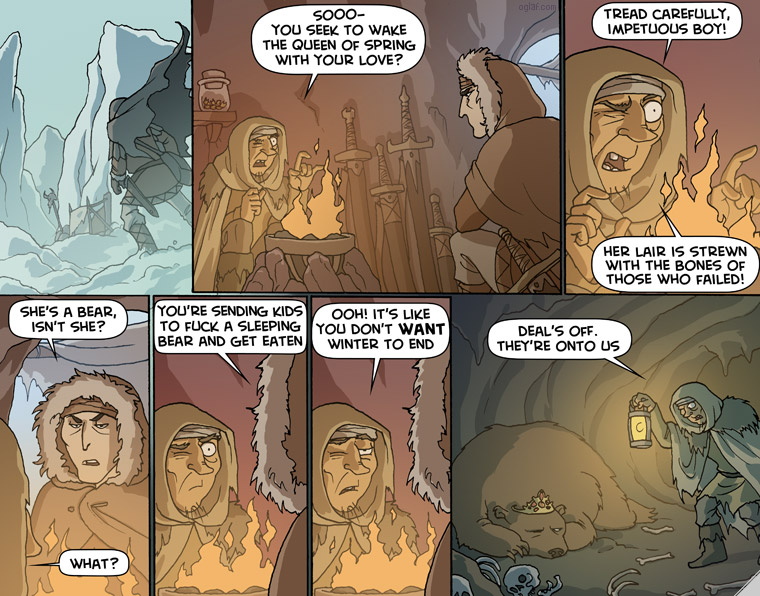 oglaf.com
SOOO-
YOU SEEK TO WAKE
THE QUEEN OF SPRING
WITH YOUR LOVE?
TREAD CAREFULLY,
IMPETUOUS BOY!
HER LAIR IS STREWN
WITH THE BONES OF
THOSE WHO FAILED!
SHE'S A BEAR,
ISN'T SHE?
WHAT?
YOU'RE SENDING KIDS
TO FUCK A SLEEPING
BEAR AND GET EATEN
OOH! IT'S LIKE
YOU DON'T WANT
WINTER TO END
DEAL'S OFF.
THEY'RE ONTO US